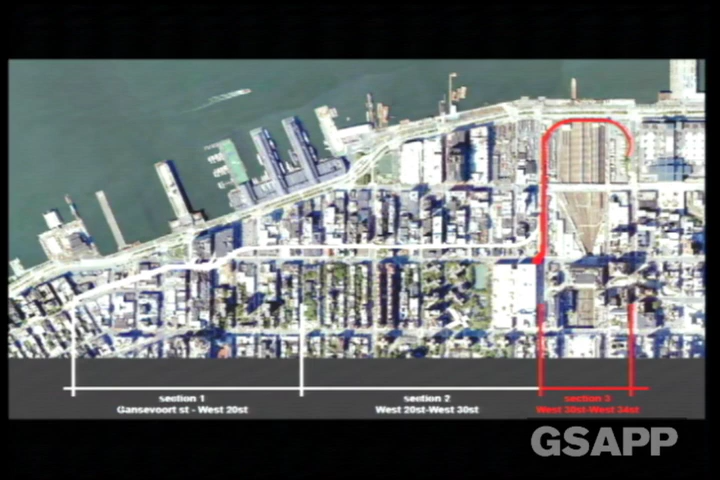 section 1
Gansevoort st - West 20st
section 2
West 20st-West 30st
section 3
West 30st-West 34st
GSAPP